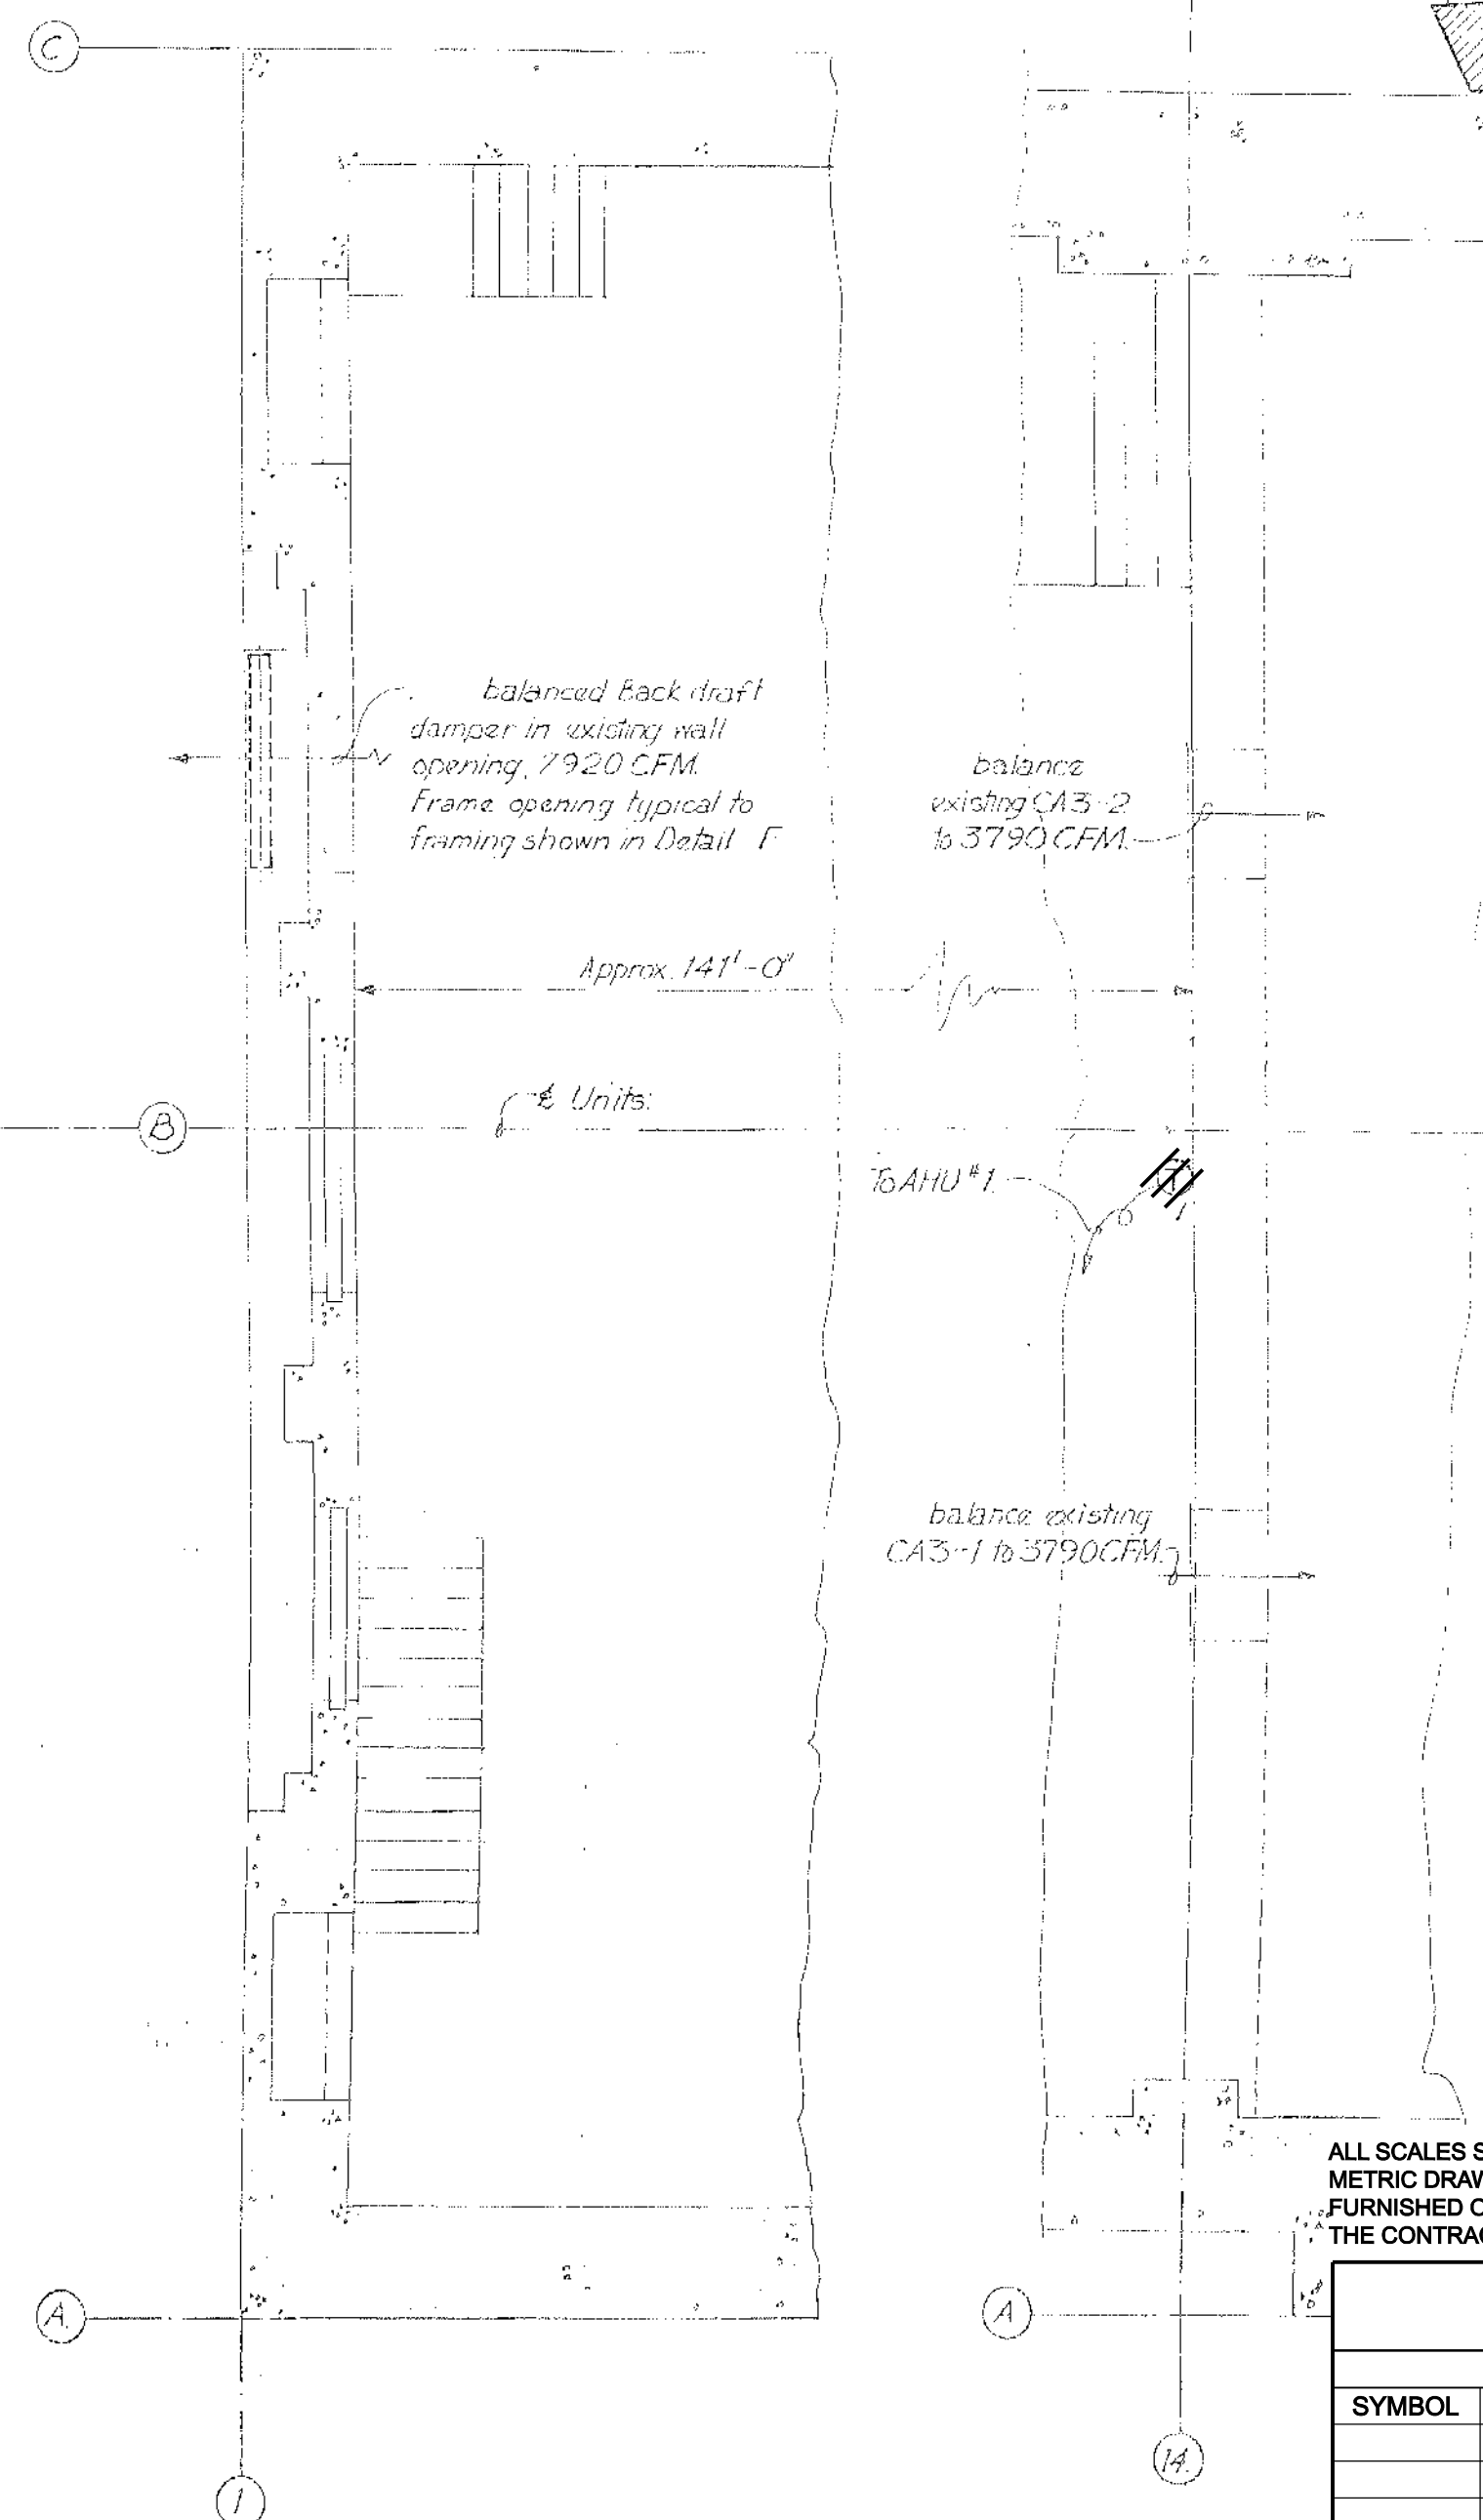 C
balanced Back draft
damper in existing wall
opening, 7920 CFM.
Frame opening typical to
framing shown in Detail F
balance
existing CA3-2
to 3790 CFM.
Approx. 141'-0"
B
℄ Units.
To AHU #1.
T
balance existing
CA3-1 to 3790 CFM.
ALL SCALES S
METRIC DRAW
FURNISHED
THE CONTRAC
A
A
SYMBOL
14
1